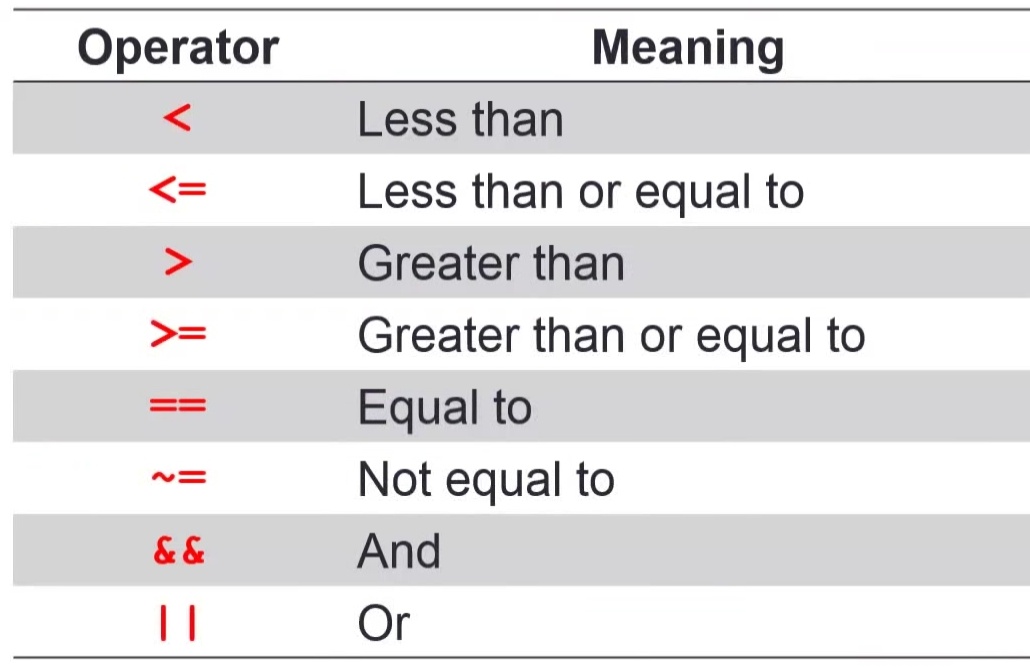 Operator Meaning
< Less than
<= Less than or equal to
> Greater than
>= Greater than or equal to
== Equal to
~= Not equal to
&& And
|| Or